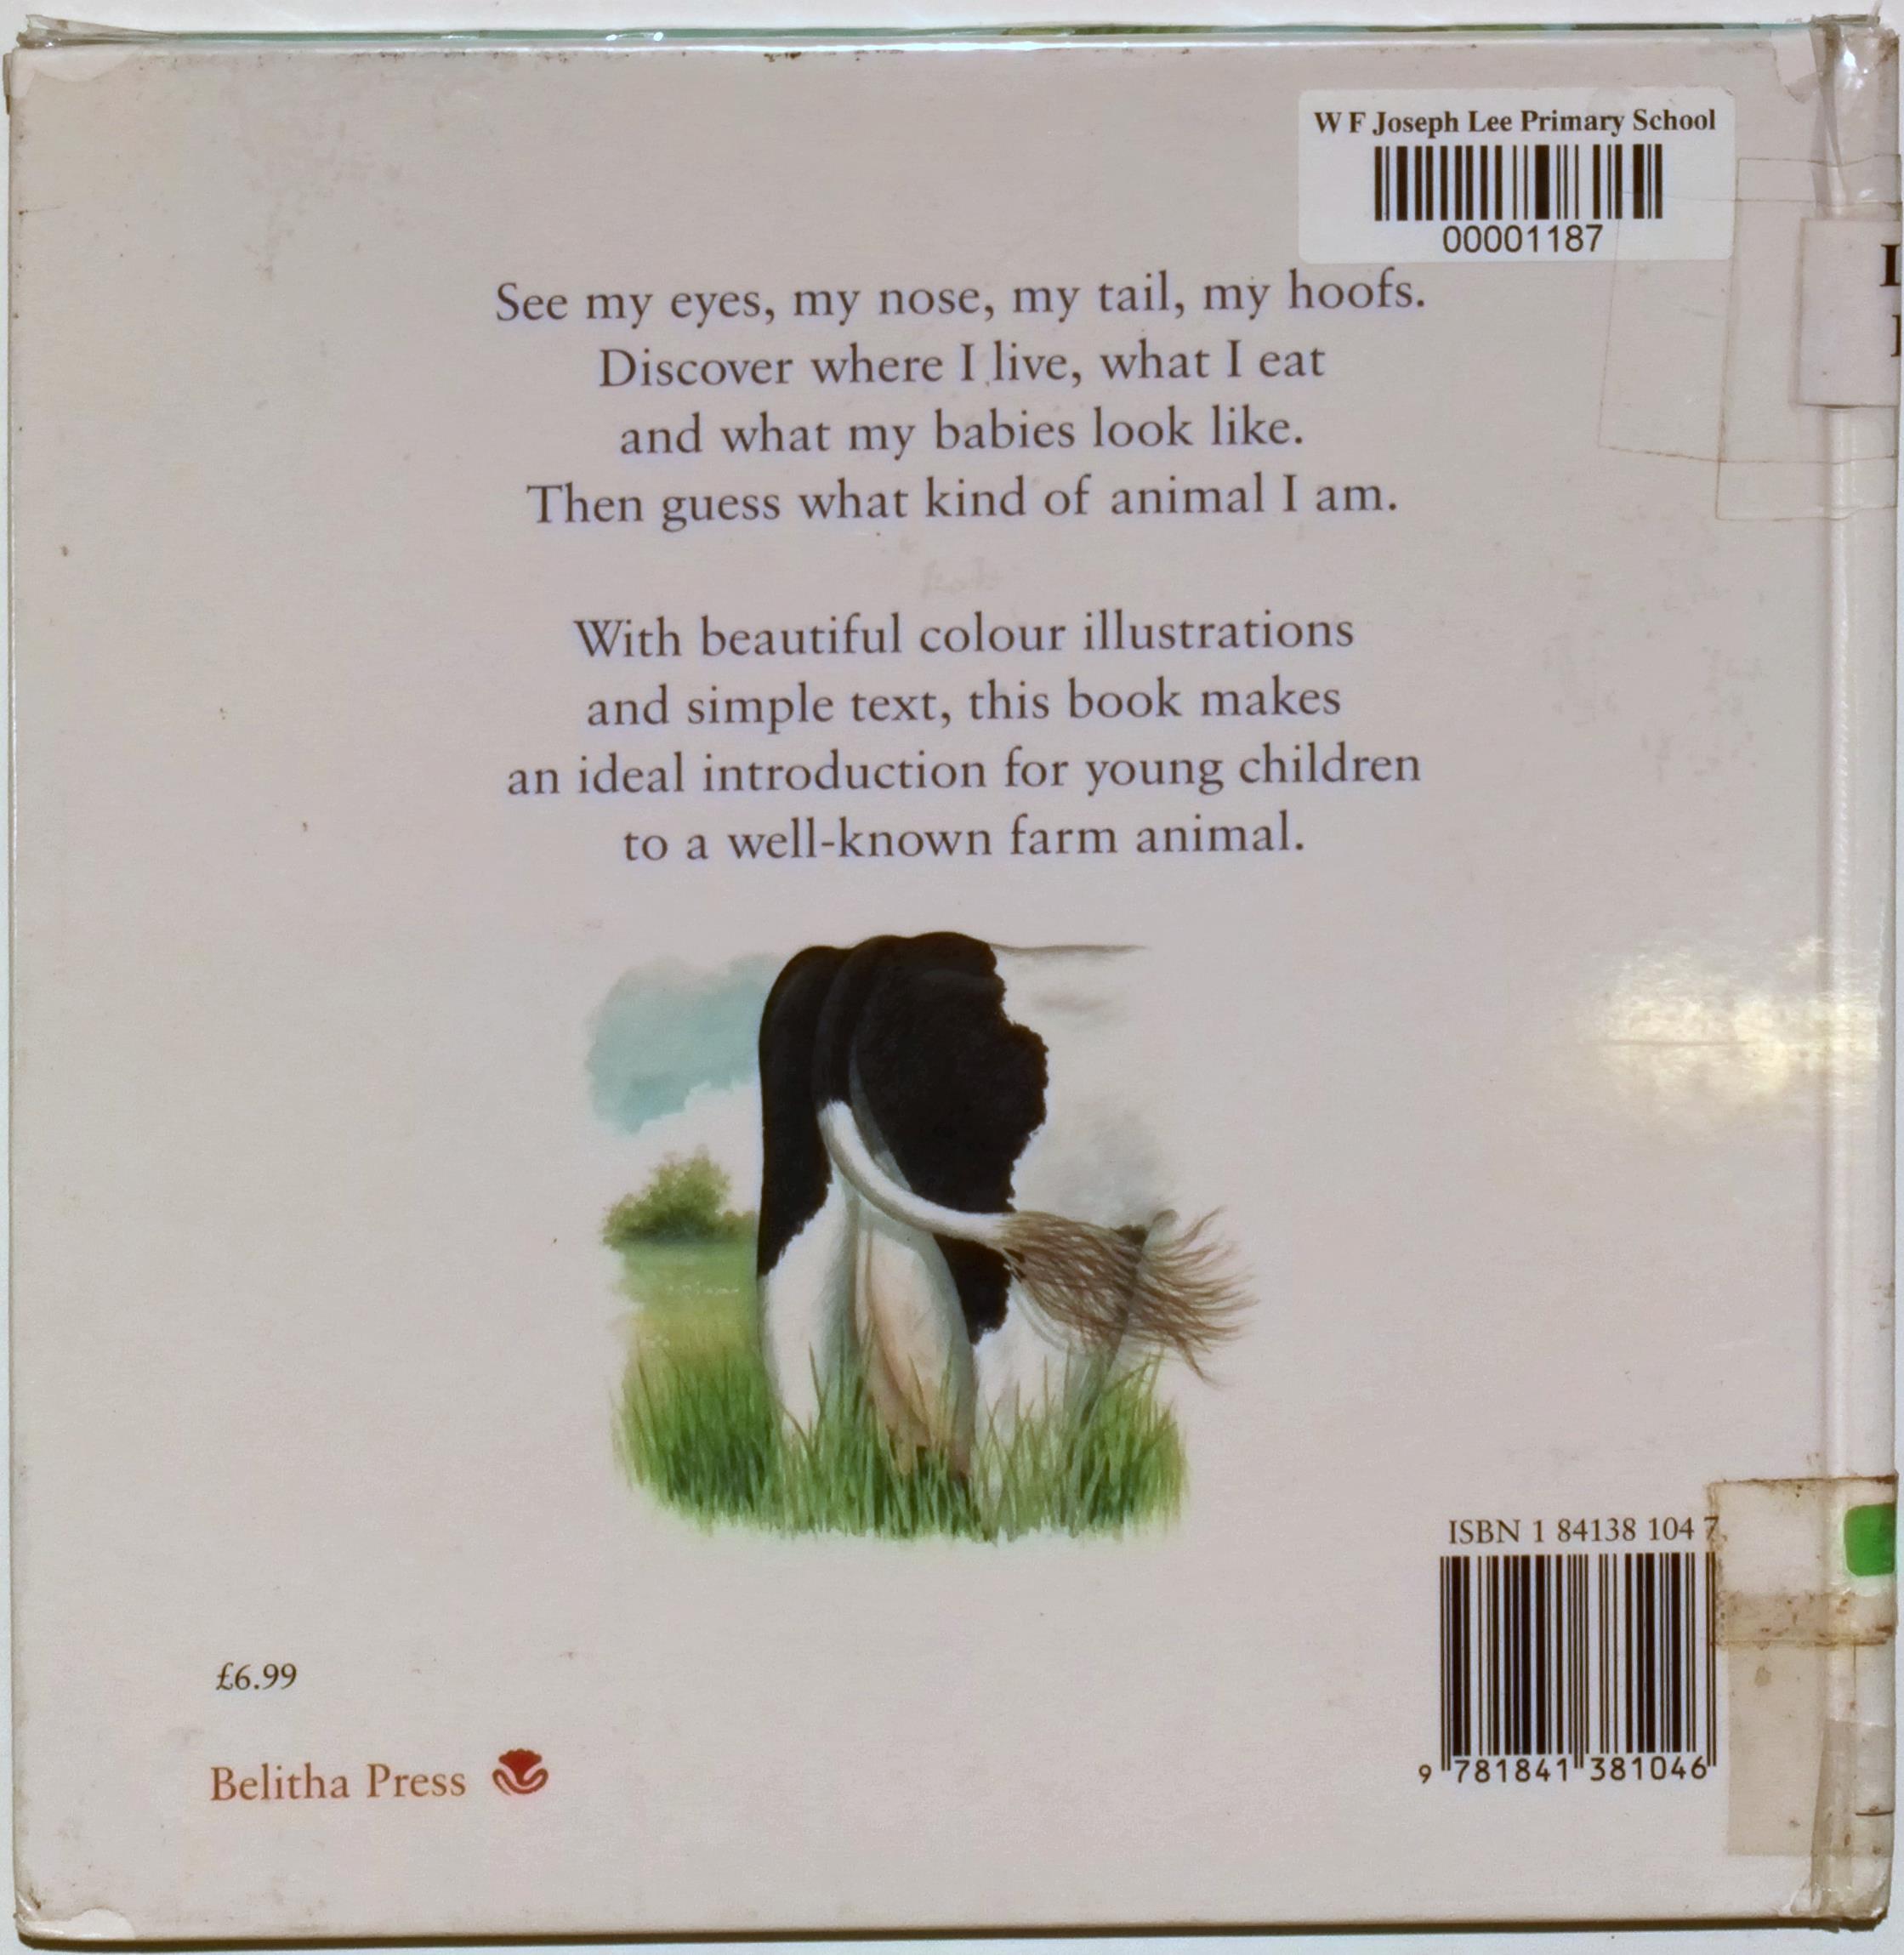 W F Joseph Lee Primary School
00001187
See my eyes, my nose, my tail, my hoofs.
Discover where I live, what I eat
and what my babies look like.
Then guess what kind of animal I am.
With beautiful colour illustrations
and simple text, this book makes
an ideal introduction for young children
to a well-known farm animal.
ISBN 1 84138 104 7
9 781841 381046
£6.99
Belitha Press